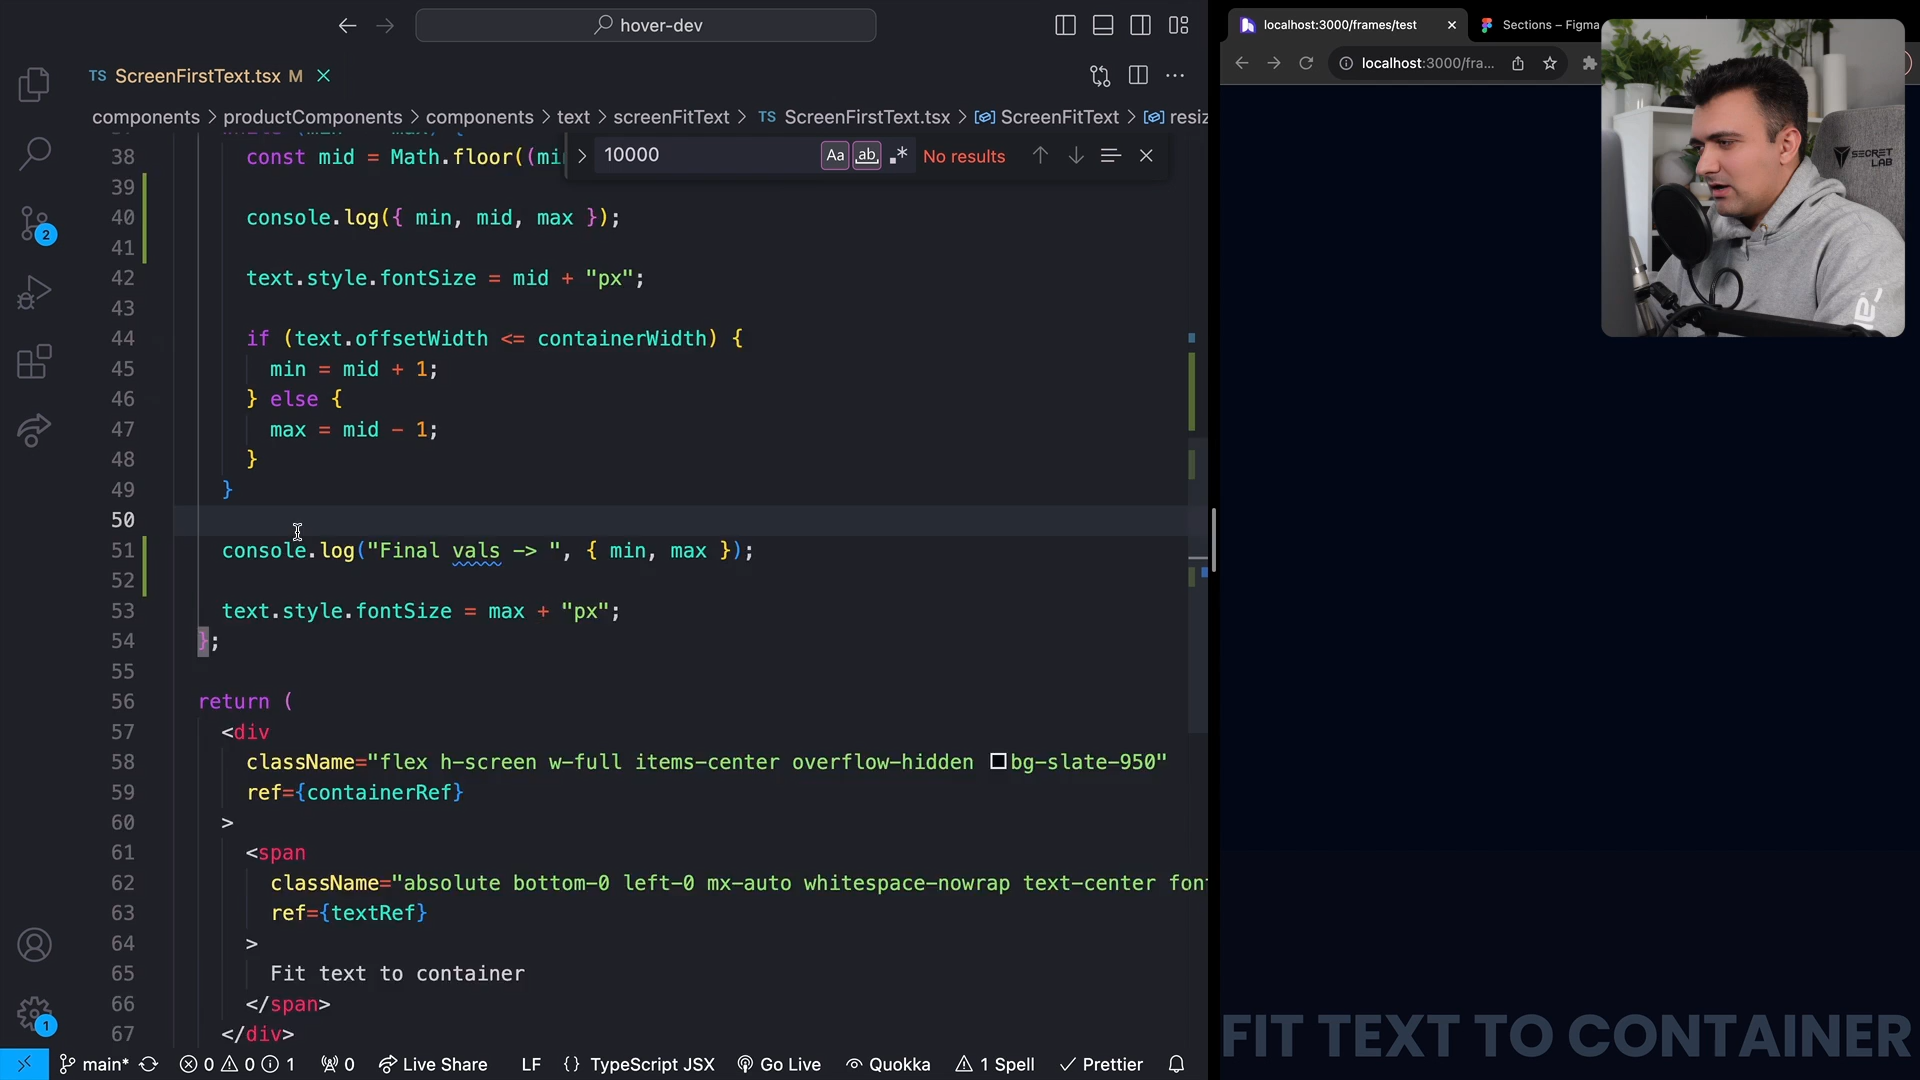 hover-dev
TS ScreenFirstText.tsx M
components > productComponents > components > text > screenFitText > TS ScreenFirstText.tsx > ScreenFitText > resiz
10000
Aa ab .* No results
38 const mid = Math.floor((mi
39
40 console.log({ min, mid, max });
41
42 text.style.fontSize = mid + "px";
43
44 if (text.offsetWidth <= containerWidth) {
45 min = mid + 1;
46 } else {
47 max = mid - 1;
48 }
49 }
50
51 console.log("Final vals -> ", { min, max });
52
53 text.style.fontSize = max + "px";
54 };
55
56 return (
57 <div
58 className="flex h-screen w-full items-center overflow-hidden bg-slate-950"
59 ref={containerRef}
60 >
61 <span
62 className="absolute bottom-0 left-0 mx-auto whitespace-nowrap text-center fon
63 ref={textRef}
64 >
65 Fit text to container
66 </span>
67 </div>
2
1
main* 0 0 1 0 Live Share LF {} TypeScript JSX Go Live Quokka 1 Spell Prettier
localhost:3000/frames/test
Sections – Figma
localhost:3000/fra...
SECRET
LAB
FIT TEXT TO CONTAINER